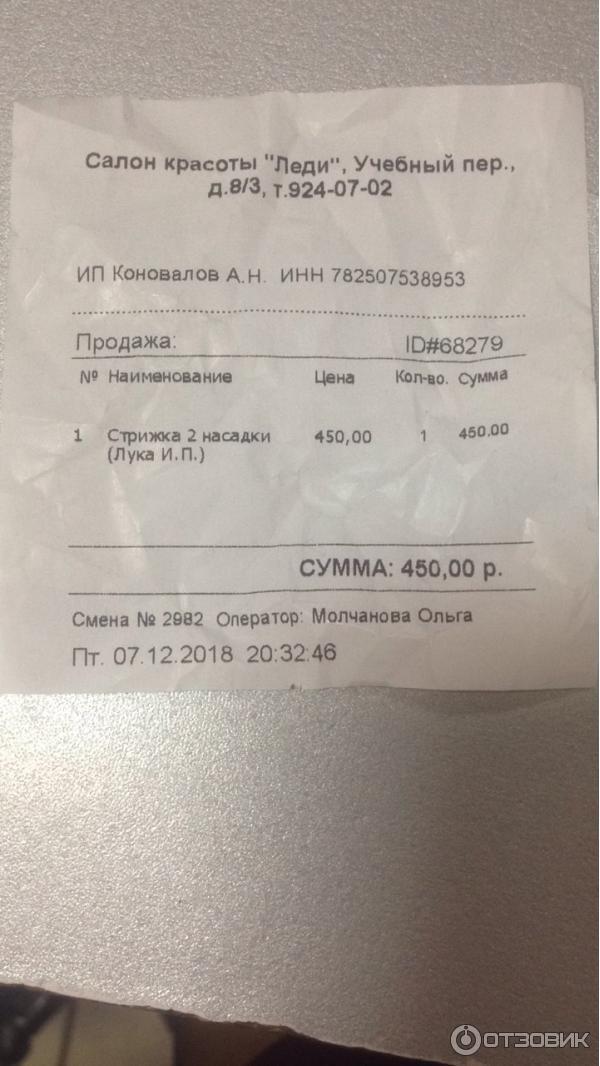 Салон красоты "Леди", Учебный пер.,
д.8/3, т.924-07-02
ИП Коновалов А.Н. ИНН 782507538953
Продажа: ID#68279
№ Наименование Цена Кол-во. Сумма
1 Стрижка 2 насадки 450,00 1 450.00
(Лука И.П.)
СУММА: 450,00 р.
Смена № 2982 Оператор: Молчанова Ольга
Пт. 07.12.2018 20:32:46
ОТЗОВИК